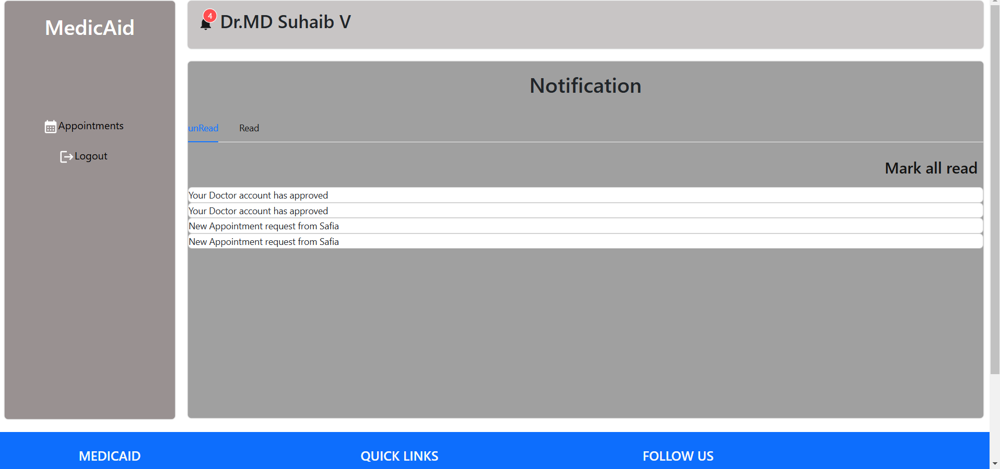 MedicAid
Appointments
Logout
4
Dr.MD Suhaib V
Notification
unRead
Read
Mark all read
Your Doctor account has approved
Your Doctor account has approved
New Appointment request from Safia
New Appointment request from Safia
MEDICAID
QUICK LINKS
FOLLOW US